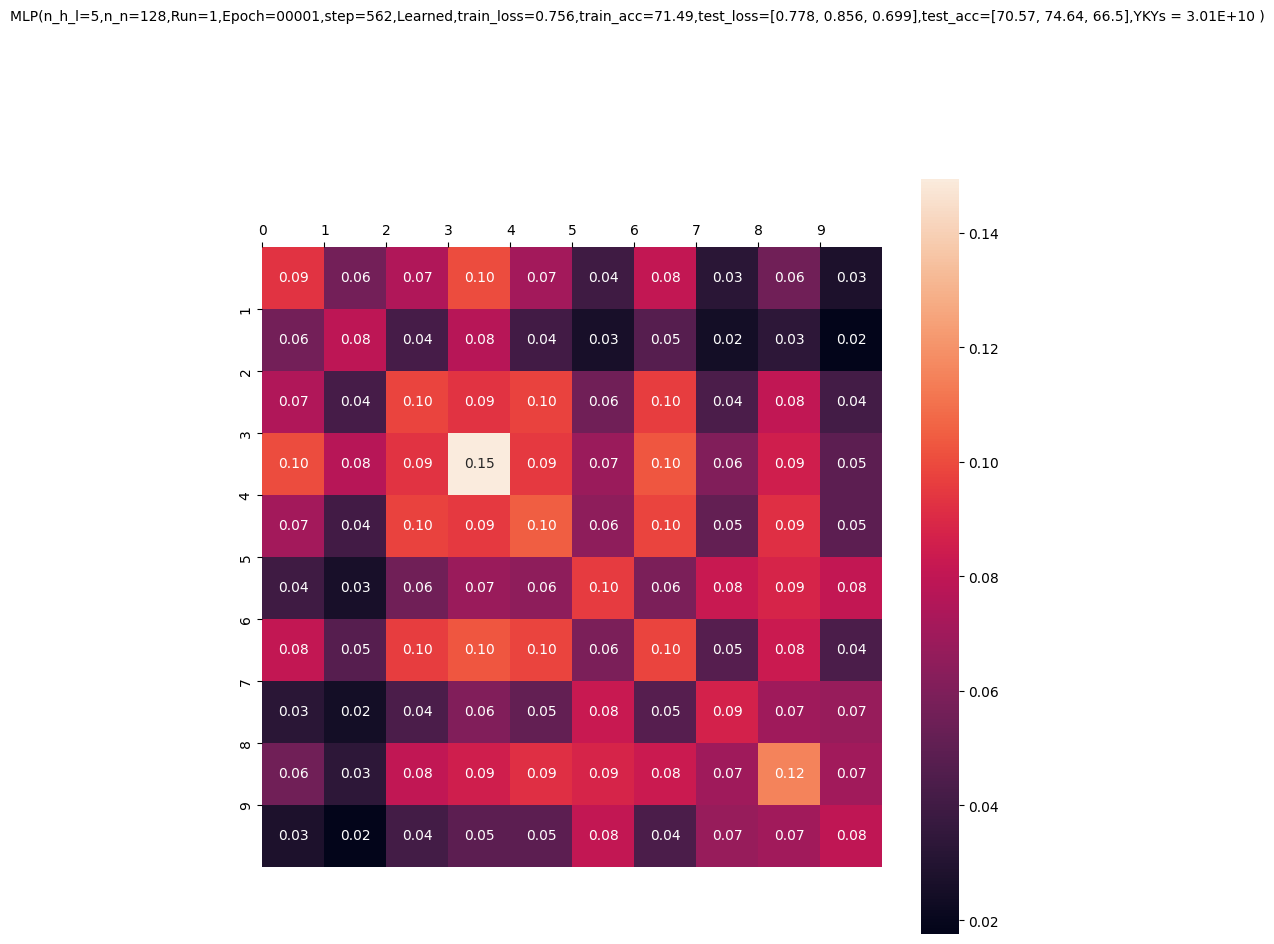 MLP(n_h_l=5,n_n=128,Run=1,Epoch=00001,step=562,Learned,train_loss=0.756,train_acc=71.49,test_loss=[0.778, 0.856, 0.699],test_acc=[70.57, 74.64, 66.5],YKYs = 3.01E+10 )
0 1 2 3 4 5 6 7 8 9
0.09 0.06 0.07 0.10 0.07 0.04 0.08 0.03 0.06 0.03
1
0.06 0.08 0.04 0.08 0.04 0.03 0.05 0.02 0.03 0.02
2
0.07 0.04 0.10 0.09 0.10 0.06 0.10 0.04 0.08 0.04
3
0.10 0.08 0.09 0.15 0.09 0.07 0.10 0.06 0.09 0.05
4
0.07 0.04 0.10 0.09 0.10 0.06 0.10 0.05 0.09 0.05
5
0.04 0.03 0.06 0.07 0.06 0.10 0.06 0.08 0.09 0.08
6
0.08 0.05 0.10 0.10 0.10 0.06 0.10 0.05 0.08 0.04
7
0.03 0.02 0.04 0.06 0.05 0.08 0.05 0.09 0.07 0.07
8
0.06 0.03 0.08 0.09 0.09 0.09 0.08 0.07 0.12 0.07
9
0.03 0.02 0.04 0.05 0.05 0.08 0.04 0.07 0.07 0.08
0.14
0.12
0.10
0.08
0.06
0.04
0.02